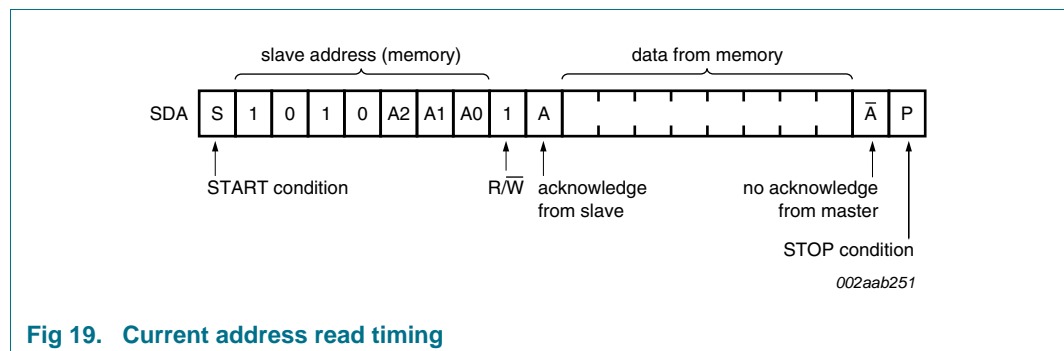 slave address (memory) data from memory
SDA S 1 0 1 0 A2 A1 A0 1 A A̅ P
START condition R/W̅ acknowledge from slave no acknowledge from master
STOP condition
002aab251
Fig 19. Current address read timing